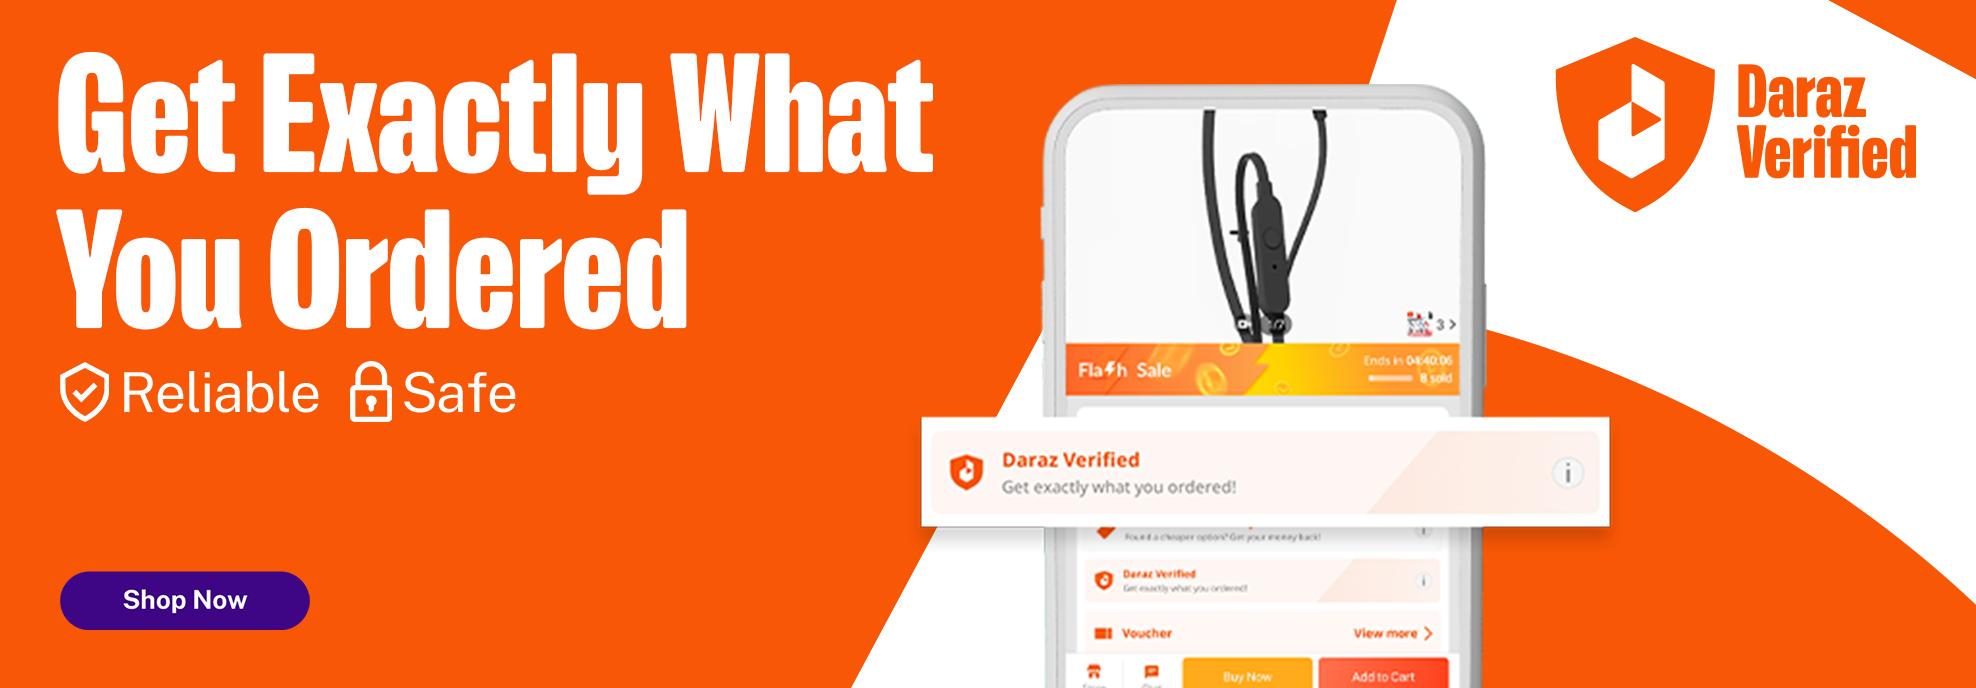 Get Exactly What
You Ordered
Reliable Safe
Shop Now
Daraz
Verified
1/7
3 >
Flash Sale
Ends in 04:40:06
8 sold
Daraz Verified
Get exactly what you ordered!
Found a cheaper option? Get your money back!
Daraz Verified
Get exactly what you ordered!
Voucher
View more >
Buy Now
Add to Cart